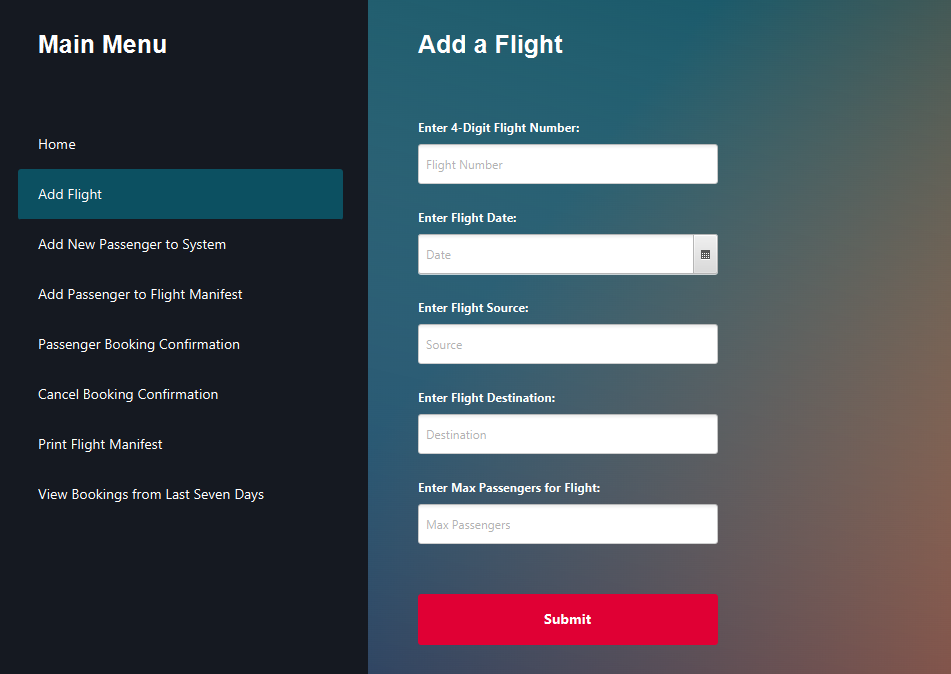 Main Menu
Home
Add Flight
Add New Passenger to System
Add Passenger to Flight Manifest
Passenger Booking Confirmation
Cancel Booking Confirmation
Print Flight Manifest
View Bookings from Last Seven Days
Add a Flight
Enter 4-Digit Flight Number:
Flight Number
Enter Flight Date:
Date
Enter Flight Source:
Source
Enter Flight Destination:
Destination
Enter Max Passengers for Flight:
Max Passengers
Submit